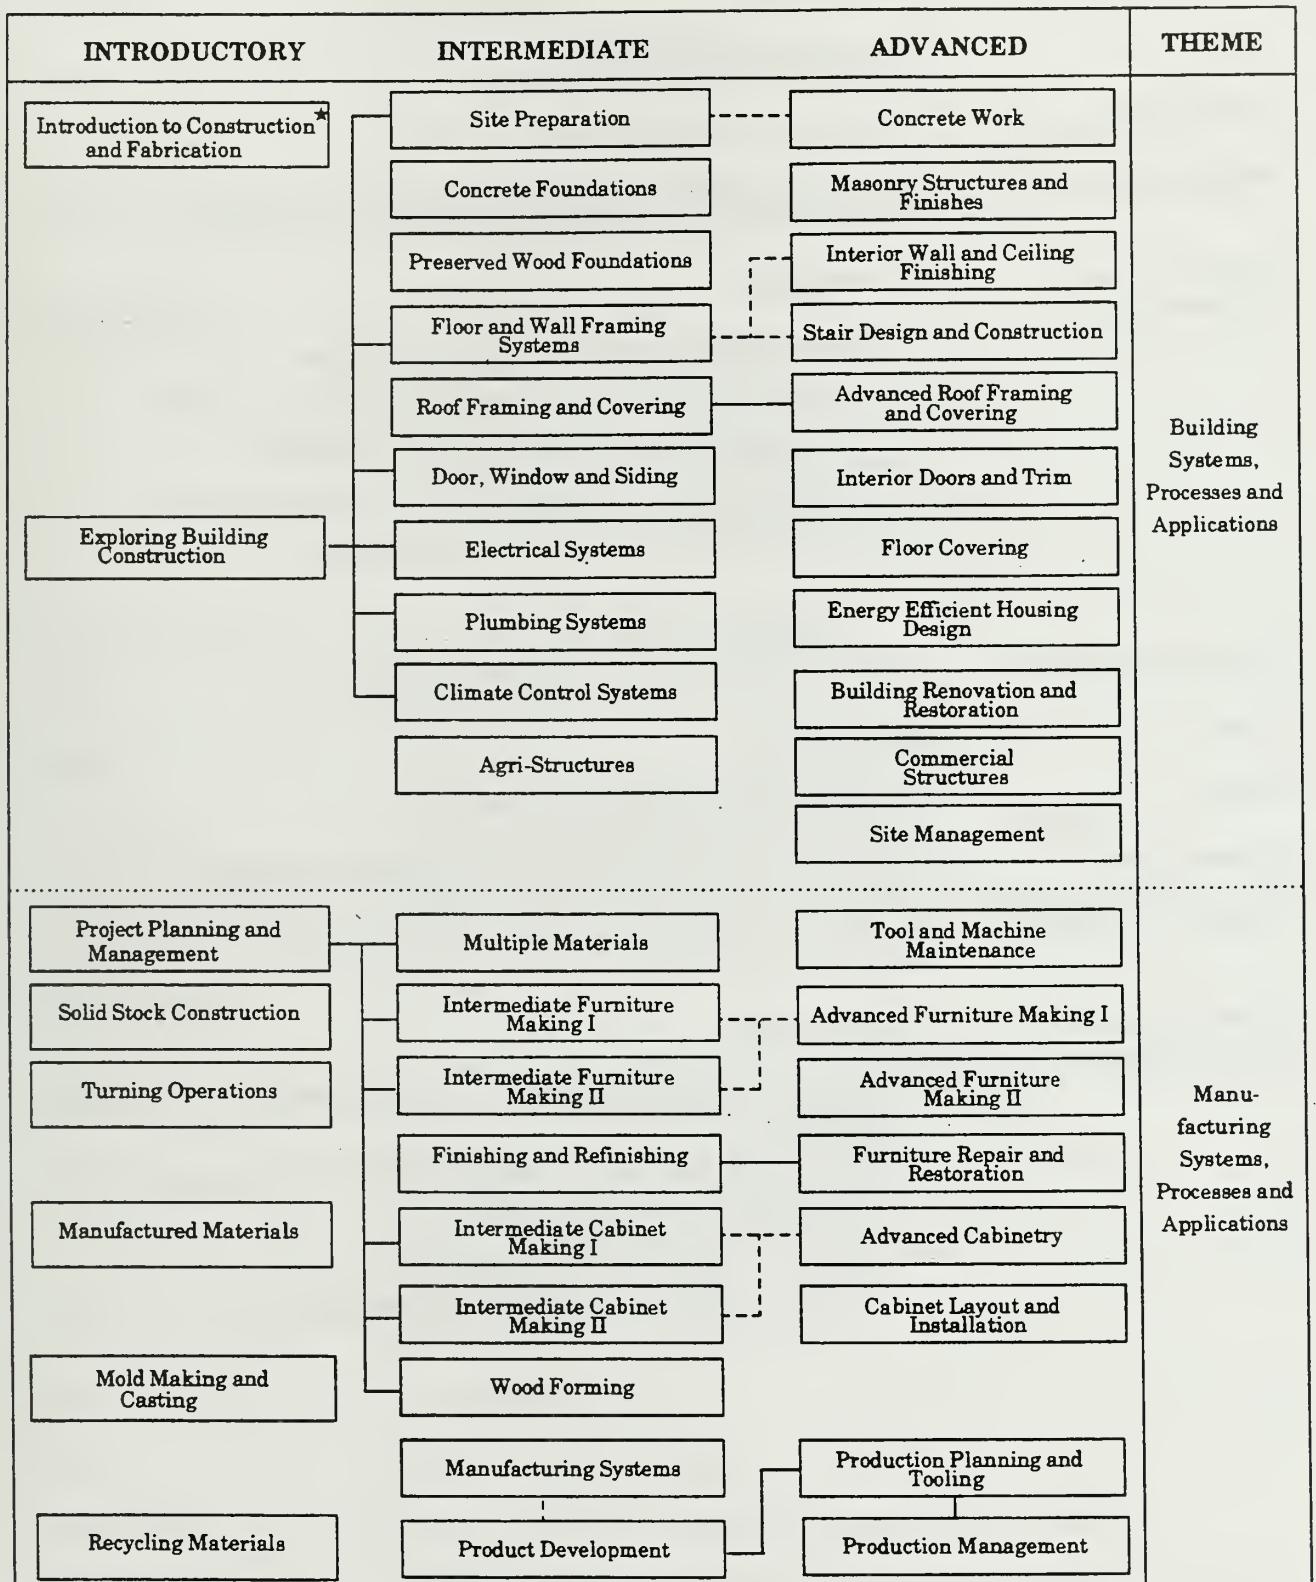 INTRODUCTORY
INTERMEDIATE
ADVANCED
THEME
Introduction to Construction★
and Fabrication
Site Preparation
Concrete Work
Concrete Foundations
Masonry Structures and
Finishes
Preserved Wood Foundations
Interior Wall and Ceiling
Finishing
Floor and Wall Framing
Systems
Stair Design and Construction
Roof Framing and Covering
Advanced Roof Framing
and Covering
Door, Window and Siding
Interior Doors and Trim
Exploring Building
Construction
Electrical Systems
Floor Covering
Plumbing Systems
Energy Efficient Housing
Design
Climate Control Systems
Building Renovation and
Restoration
Agri-Structures
Commercial
Structures
Site Management
Building
Systems,
Processes and
Applications
Project Planning and
Management
Multiple Materials
Tool and Machine
Maintenance
Solid Stock Construction
Intermediate Furniture
Making I
Advanced Furniture Making I
Turning Operations
Intermediate Furniture
Making II
Advanced Furniture
Making II
Finishing and Refinishing
Furniture Repair and
Restoration
Manufactured Materials
Intermediate Cabinet
Making I
Advanced Cabinetry
Intermediate Cabinet
Making II
Cabinet Layout and
Installation
Mold Making and
Casting
Wood Forming
Manufacturing Systems
Production Planning and
Tooling
Recycling Materials
Product Development
Production Management
Manu-
facturing
Systems,
Processes and
Applications